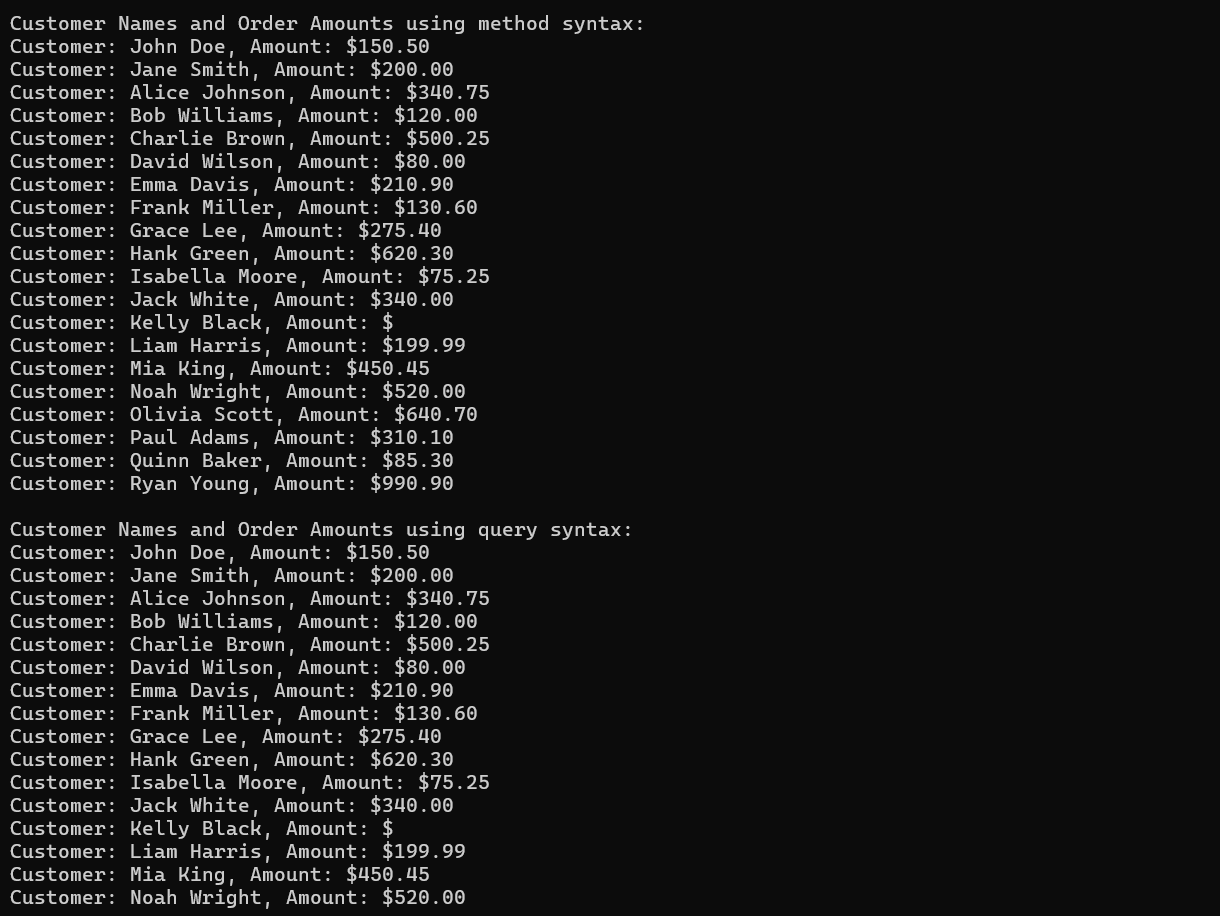 Customer Names and Order Amounts using method syntax:
Customer: John Doe, Amount: $150.50
Customer: Jane Smith, Amount: $200.00
Customer: Alice Johnson, Amount: $340.75
Customer: Bob Williams, Amount: $120.00
Customer: Charlie Brown, Amount: $500.25
Customer: David Wilson, Amount: $80.00
Customer: Emma Davis, Amount: $210.90
Customer: Frank Miller, Amount: $130.60
Customer: Grace Lee, Amount: $275.40
Customer: Hank Green, Amount: $620.30
Customer: Isabella Moore, Amount: $75.25
Customer: Jack White, Amount: $340.00
Customer: Kelly Black, Amount: $
Customer: Liam Harris, Amount: $199.99
Customer: Mia King, Amount: $450.45
Customer: Noah Wright, Amount: $520.00
Customer: Olivia Scott, Amount: $640.70
Customer: Paul Adams, Amount: $310.10
Customer: Quinn Baker, Amount: $85.30
Customer: Ryan Young, Amount: $990.90

Customer Names and Order Amounts using query syntax:
Customer: John Doe, Amount: $150.50
Customer: Jane Smith, Amount: $200.00
Customer: Alice Johnson, Amount: $340.75
Customer: Bob Williams, Amount: $120.00
Customer: Charlie Brown, Amount: $500.25
Customer: David Wilson, Amount: $80.00
Customer: Emma Davis, Amount: $210.90
Customer: Frank Miller, Amount: $130.60
Customer: Grace Lee, Amount: $275.40
Customer: Hank Green, Amount: $620.30
Customer: Isabella Moore, Amount: $75.25
Customer: Jack White, Amount: $340.00
Customer: Kelly Black, Amount: $
Customer: Liam Harris, Amount: $199.99
Customer: Mia King, Amount: $450.45
Customer: Noah Wright, Amount: $520.00